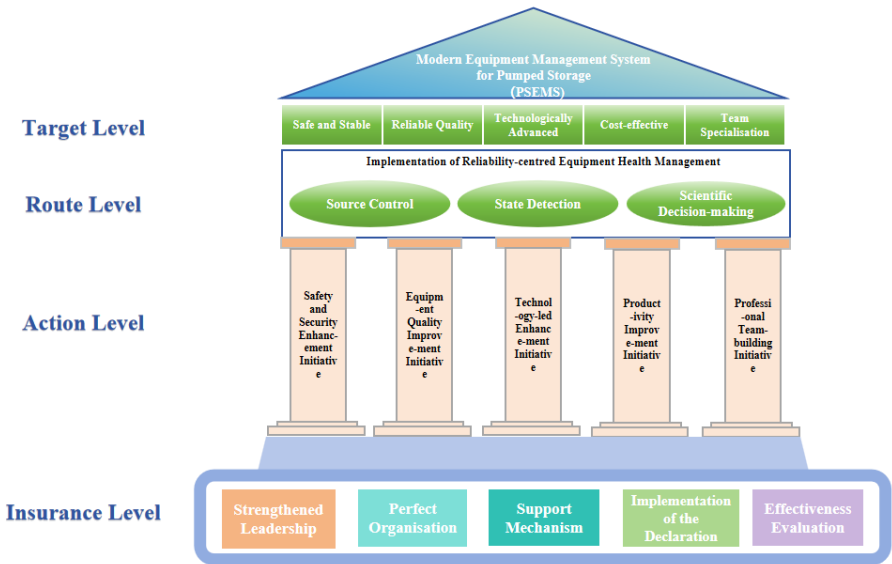 Modern Equipment Management System
for Pumped Storage
(PSEMS)
Target Level
Safe and Stable
Reliable Quality
Technologically
Advanced
Cost-effective
Team
Specialisation
Implementation of Reliability-centred Equipment Health Management
Route Level
Source Control
State Detection
Scientific
Decision-making
Action Level
Safety
and
Security
Enhanc-
ement
Initiativ
e
Equipm
-ent
Quality
Improv
e-ment
Initiativ
e
Technol
-ogy-led
Enhanc
e-ment
Initiativ
e
Product
-ivity
Improv
e-ment
Initiativ
e
Professi
-onal
Team-
building
Initiativ
e
Insurance Level
Strengthened
Leadership
Perfect
Organisation
Support
Mechanism
Implementation
of the
Declaration
Effectiveness
Evaluation